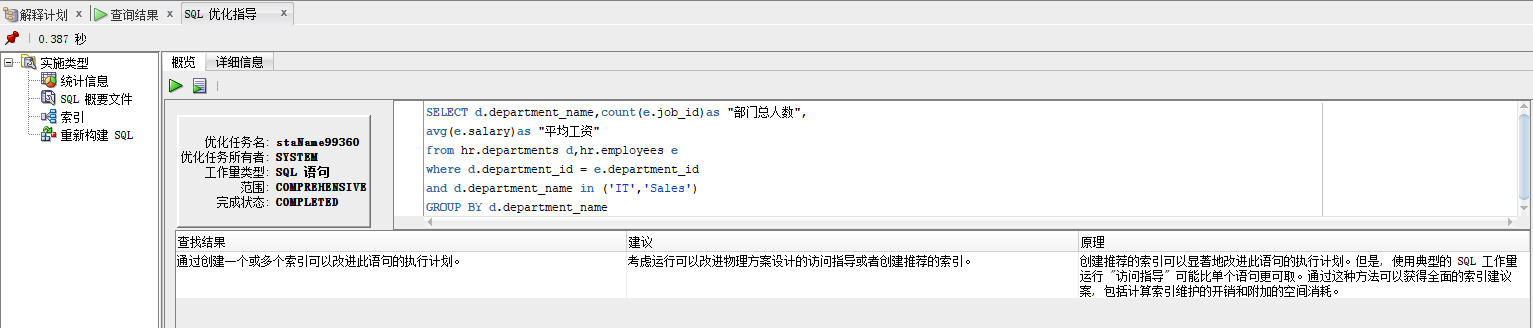 解释计划 x 查询结果 x SQL 优化指导 x
0.387 秒
实施类型
统计信息
SQL 概要文件
索引
重新构建 SQL
概览 详细信息
优化任务名: staName99360
优化任务所有者: SYSTEM
工作量类型: SQL 语句
范围: COMPREHENSIVE
完成状态: COMPLETED
SELECT d.department_name,count(e.job_id)as "部门总人数",
avg(e.salary)as "平均工资"
from hr.departments d,hr.employees e
where d.department_id = e.department_id
and d.department_name in ('IT','Sales')
GROUP BY d.department_name
查找结果 建议 原理
通过创建一个或多个索引可以改进此语句的执行计划。
考虑运行可以改进物理方案设计的访问指导或者创建推荐的索引。
创建推荐的索引可以显著地改进此语句的执行计划。但是, 使用典型的 SQL 工作量
运行 "访问指导" 可能比单个语句更可取。通过这种方法可以获得全面的索引建议
案, 包括计算索引维护的开销和附加的空间消耗。